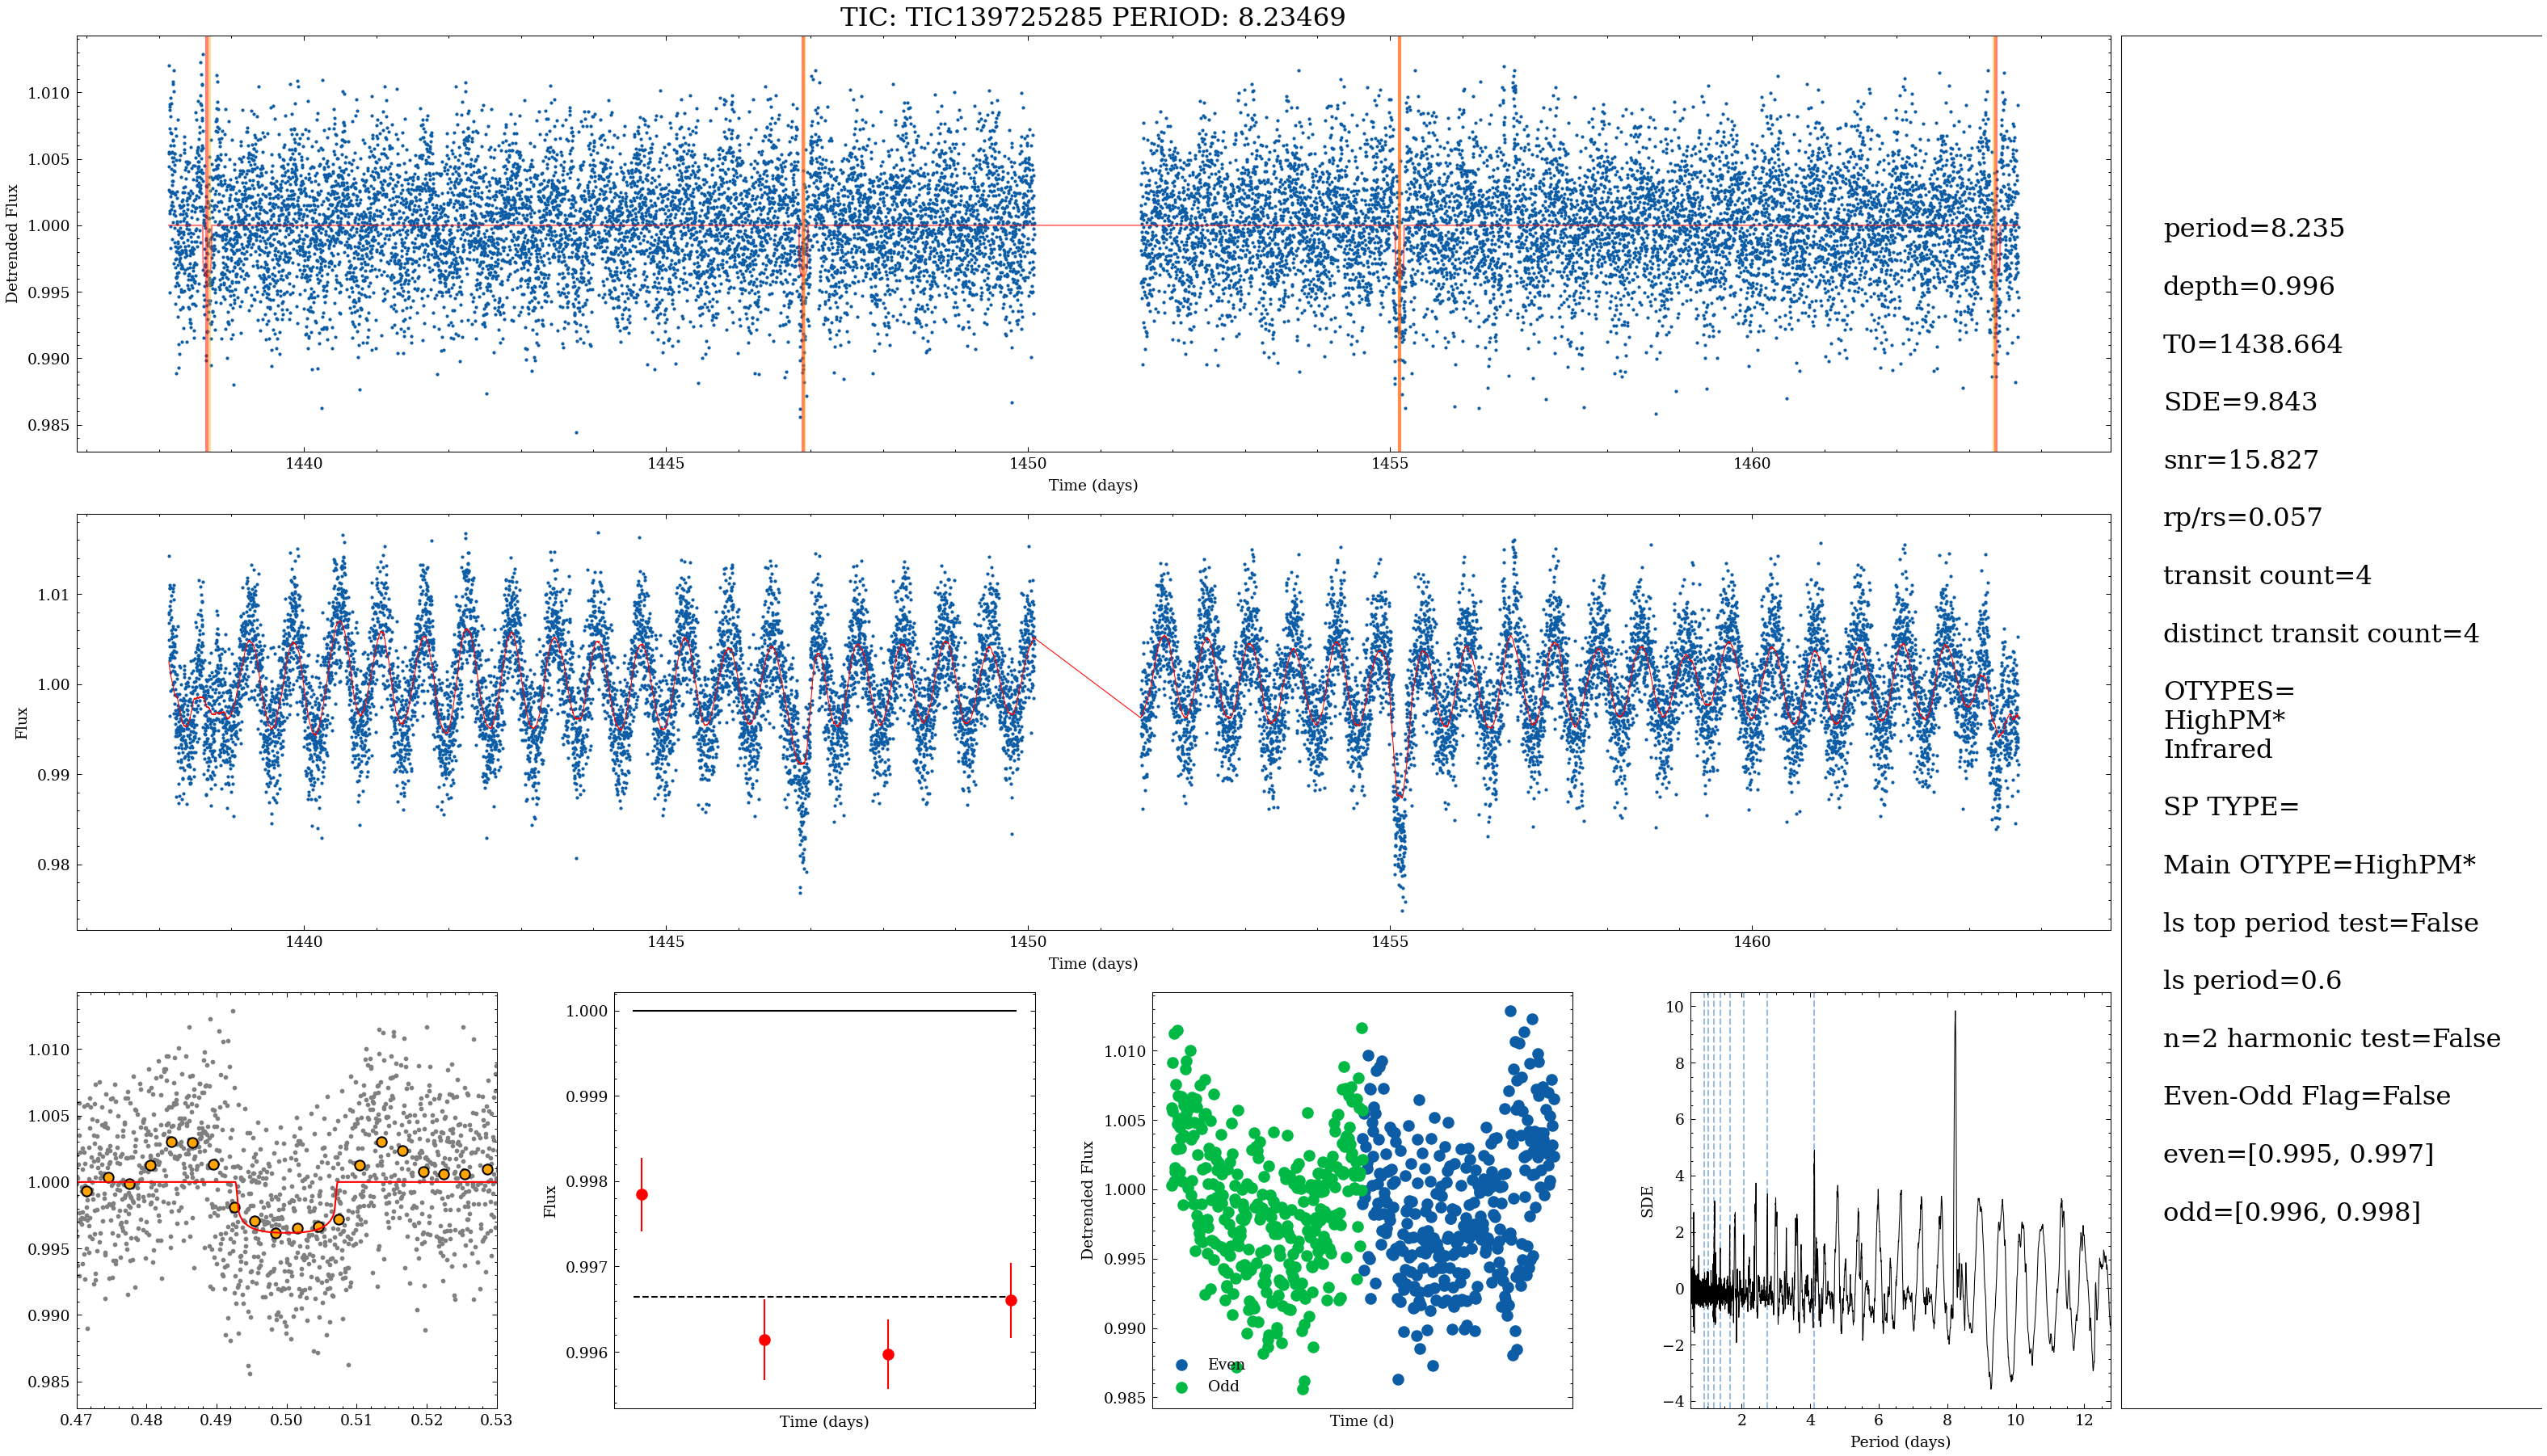 TIC: TIC139725285 PERIOD: 8.23469
Detrended Flux
1.010
1.005
1.000
0.995
0.990
0.985
1440 1445 1450 1455 1460
Time (days)
Flux
1.01
1.00
0.99
0.98
1440 1445 1450 1455 1460
Time (days)
1.010
1.005
1.000
0.995
0.990
0.985
0.47 0.48 0.49 0.50 0.51 0.52 0.53
Flux
1.000
0.999
0.998
0.997
0.996
Time (days)
Detrended Flux
1.010
1.005
1.000
0.995
0.990
0.985
Even
Odd
Time (d)
SDE
10
8
6
4
2
0
−2
−4
2 4 6 8 10 12
Period (days)
period=8.235
depth=0.996
T0=1438.664
SDE=9.843
snr=15.827
rp/rs=0.057
transit count=4
distinct transit count=4
OTYPES=
HighPM*
Infrared
SP TYPE=
Main OTYPE=HighPM*
ls top period test=False
ls period=0.6
n=2 harmonic test=False
Even-Odd Flag=False
even=[0.995, 0.997]
odd=[0.996, 0.998]